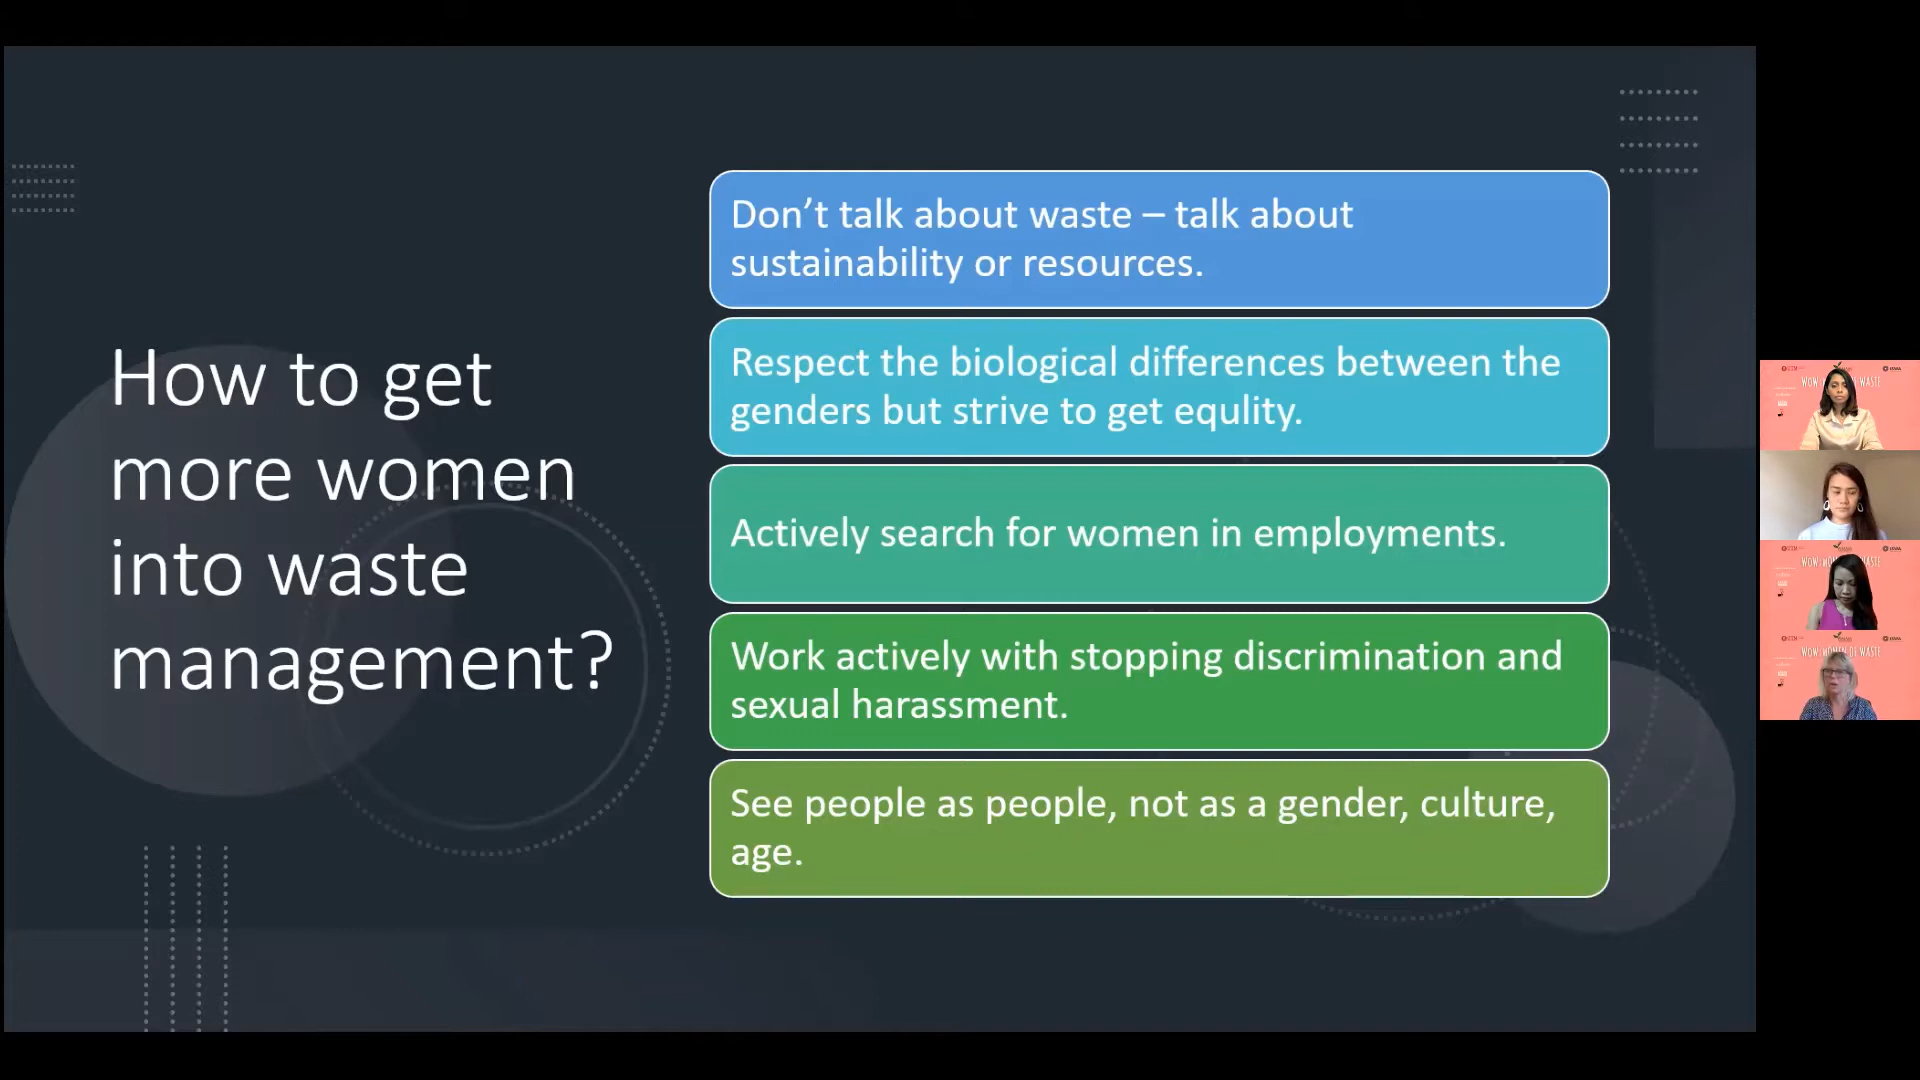 How to get
more women
into waste
management?
Don’t talk about waste – talk about
sustainability or resources.
Respect the biological differences between the
genders but strive to get equlity.
Actively search for women in employments.
Work actively with stopping discrimination and
sexual harassment.
See people as people, not as a gender, culture,
age.